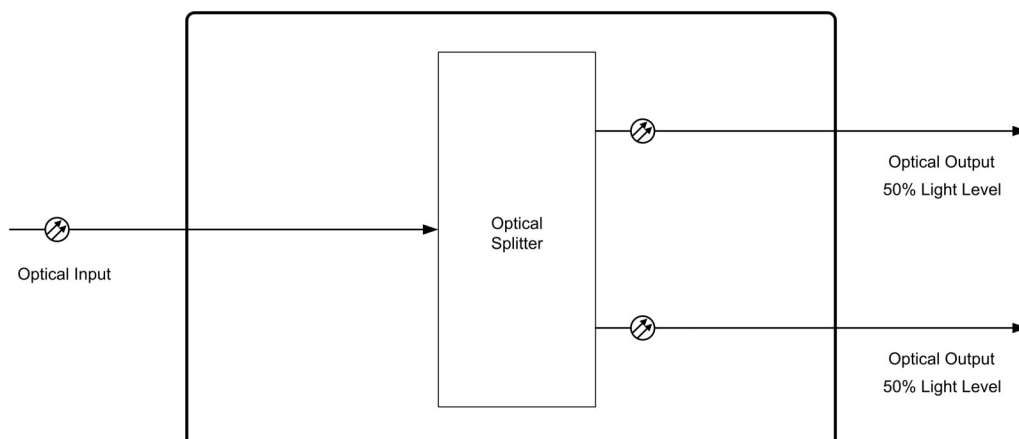 Optical Output
50% Light Level
Optical
Splitter
Optical Input
Optical Output
50% Light Level